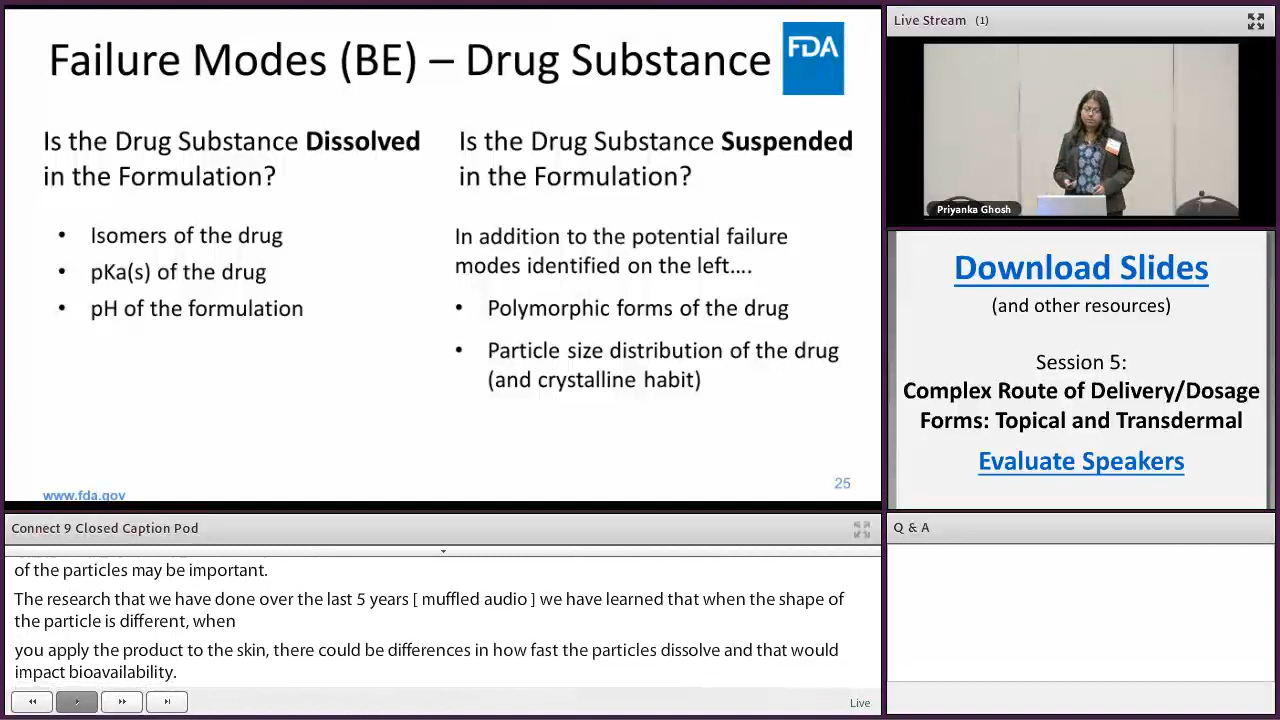 Failure Modes (BE) – Drug Substance
FDA
Is the Drug Substance Dissolved
in the Formulation?
• Isomers of the drug
• pKa(s) of the drug
• pH of the formulation
Is the Drug Substance Suspended
in the Formulation?
In addition to the potential failure
modes identified on the left….
• Polymorphic forms of the drug
• Particle size distribution of the drug
(and crystalline habit)
www.fda.gov
25
Live Stream (1)
Priyanka Ghosh
Download Slides
(and other resources)
Session 5:
Complex Route of Delivery/Dosage
Forms: Topical and Transdermal
Evaluate Speakers
Connect 9 Closed Caption Pod
of the particles may be important.
The research that we have done over the last 5 years [ muffled audio ] we have learned that when the shape of
the particle is different, when
you apply the product to the skin, there could be differences in how fast the particles dissolve and that would
impact bioavailability.
Live
Q & A